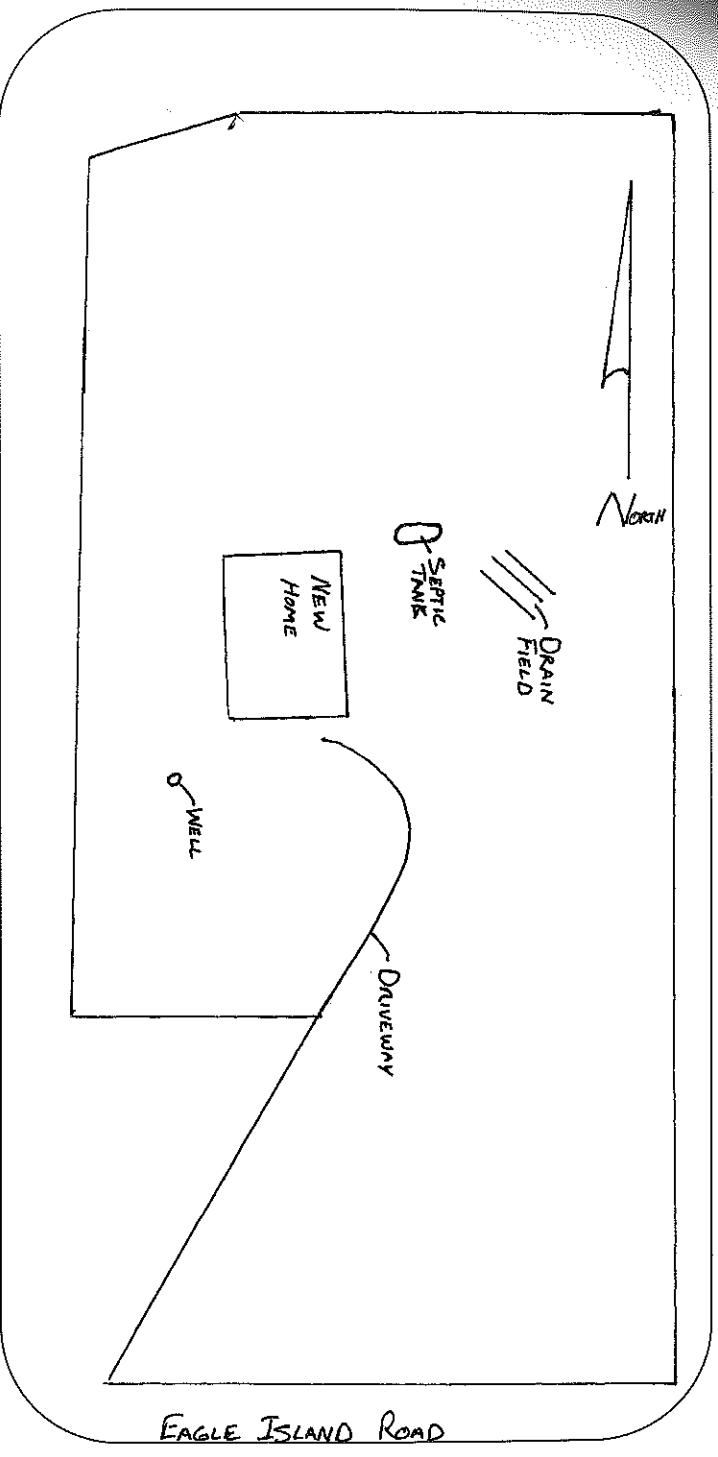 NORTH
SEPTIC
TANK
DRAIN
FIELD
NEW
HOME
WELL
DRIVEWAY
EAGLE ISLAND ROAD